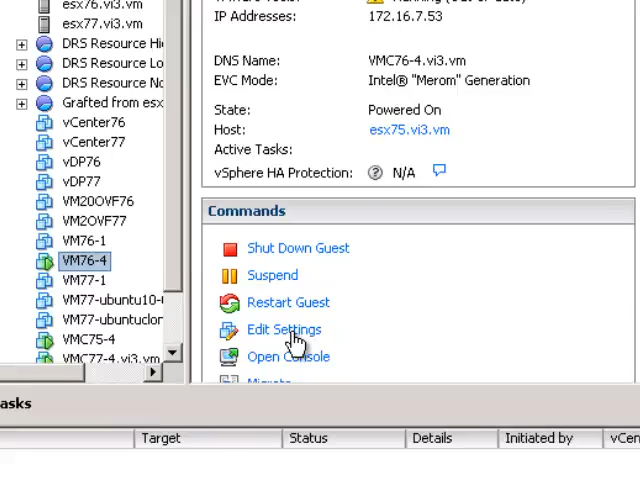 esx76.vi3.vm
esx77.vi3.vm
DRS Resource Hi
DRS Resource Lo
DRS Resource No
Grafted from esx
vCenter76
vCenter77
vDP76
vDP77
VM20OVF76
VM2OVF77
VM76-1
VM76-4
VM77-1
VM77-ubuntu10-
VM77-ubuntuclon
VMC75-4
VMC77-4.vi3.vm
IP Addresses: 172.16.7.53
DNS Name: VMC76-4.vi3.vm
EVC Mode: Intel® "Merom" Generation
State: Powered On
Host: esx75.vi3.vm
Active Tasks:
vSphere HA Protection: ? N/A
Commands
Shut Down Guest
Suspend
Restart Guest
Edit Settings
Open Console
Migrate
asks
Target Status Details Initiated by vCen